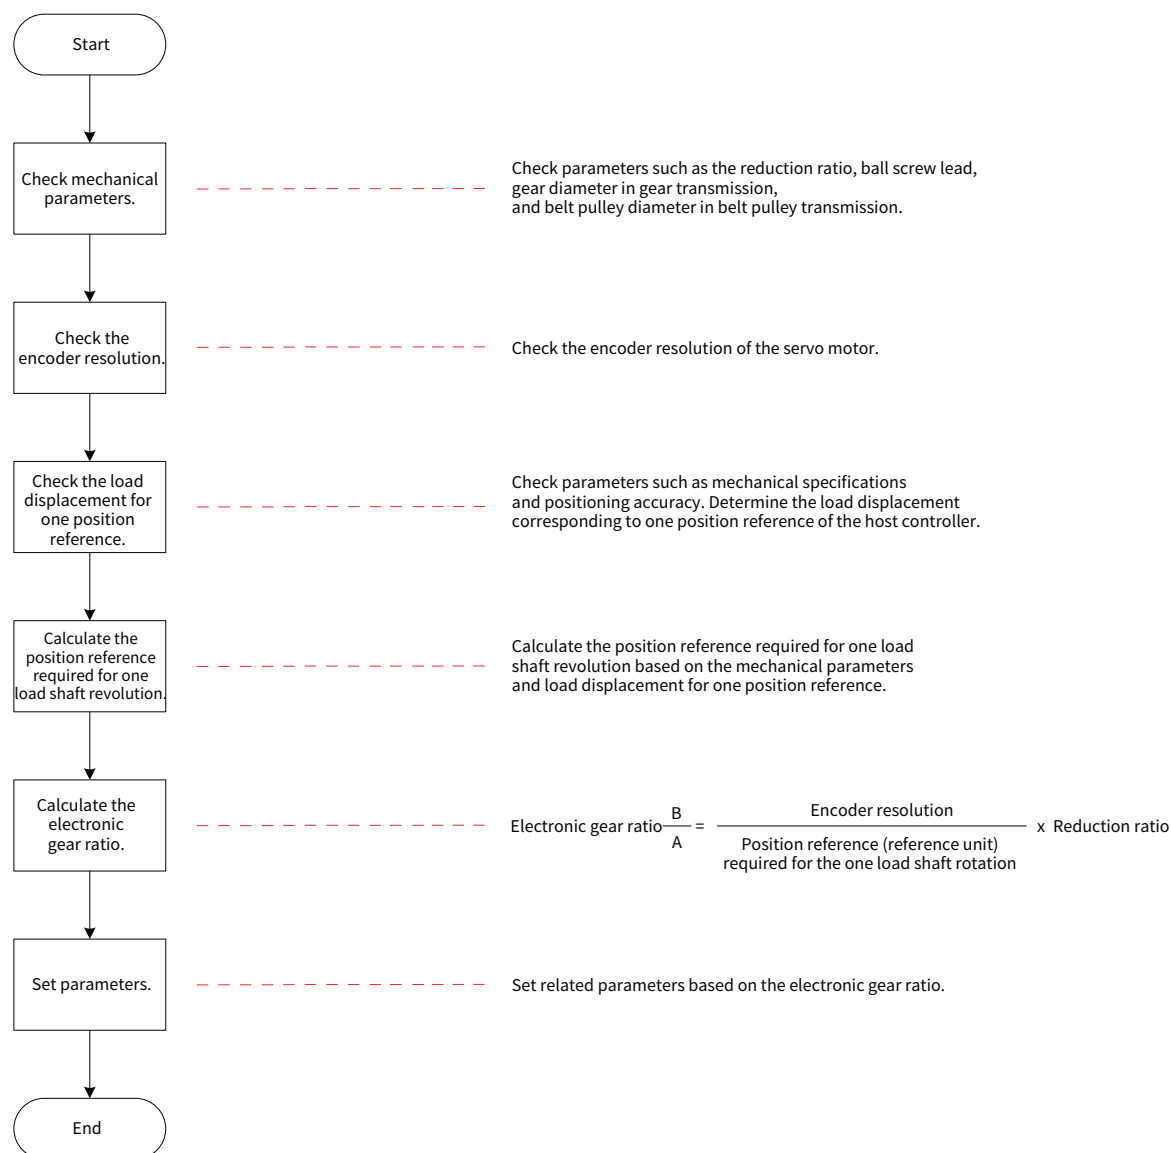 Start
Check mechanical
parameters.
Check parameters such as the reduction ratio, ball screw lead,
gear diameter in gear transmission,
and belt pulley diameter in belt pulley transmission.
Check the
encoder resolution.
Check the encoder resolution of the servo motor.
Check the load
displacement for
one position
reference.
Check parameters such as mechanical specifications
and positioning accuracy. Determine the load displacement
corresponding to one position reference of the host controller.
Calculate the
position reference
required for one
load shaft revolution.
Calculate the position reference required for one load
shaft revolution based on the mechanical parameters
and load displacement for one position reference.
Calculate the
electronic
gear ratio.
Electronic gear ratio B/A = Encoder resolution
Position reference (reference unit)
required for the one load shaft rotation
x Reduction ratio
Set parameters.
Set related parameters based on the electronic gear ratio.
End